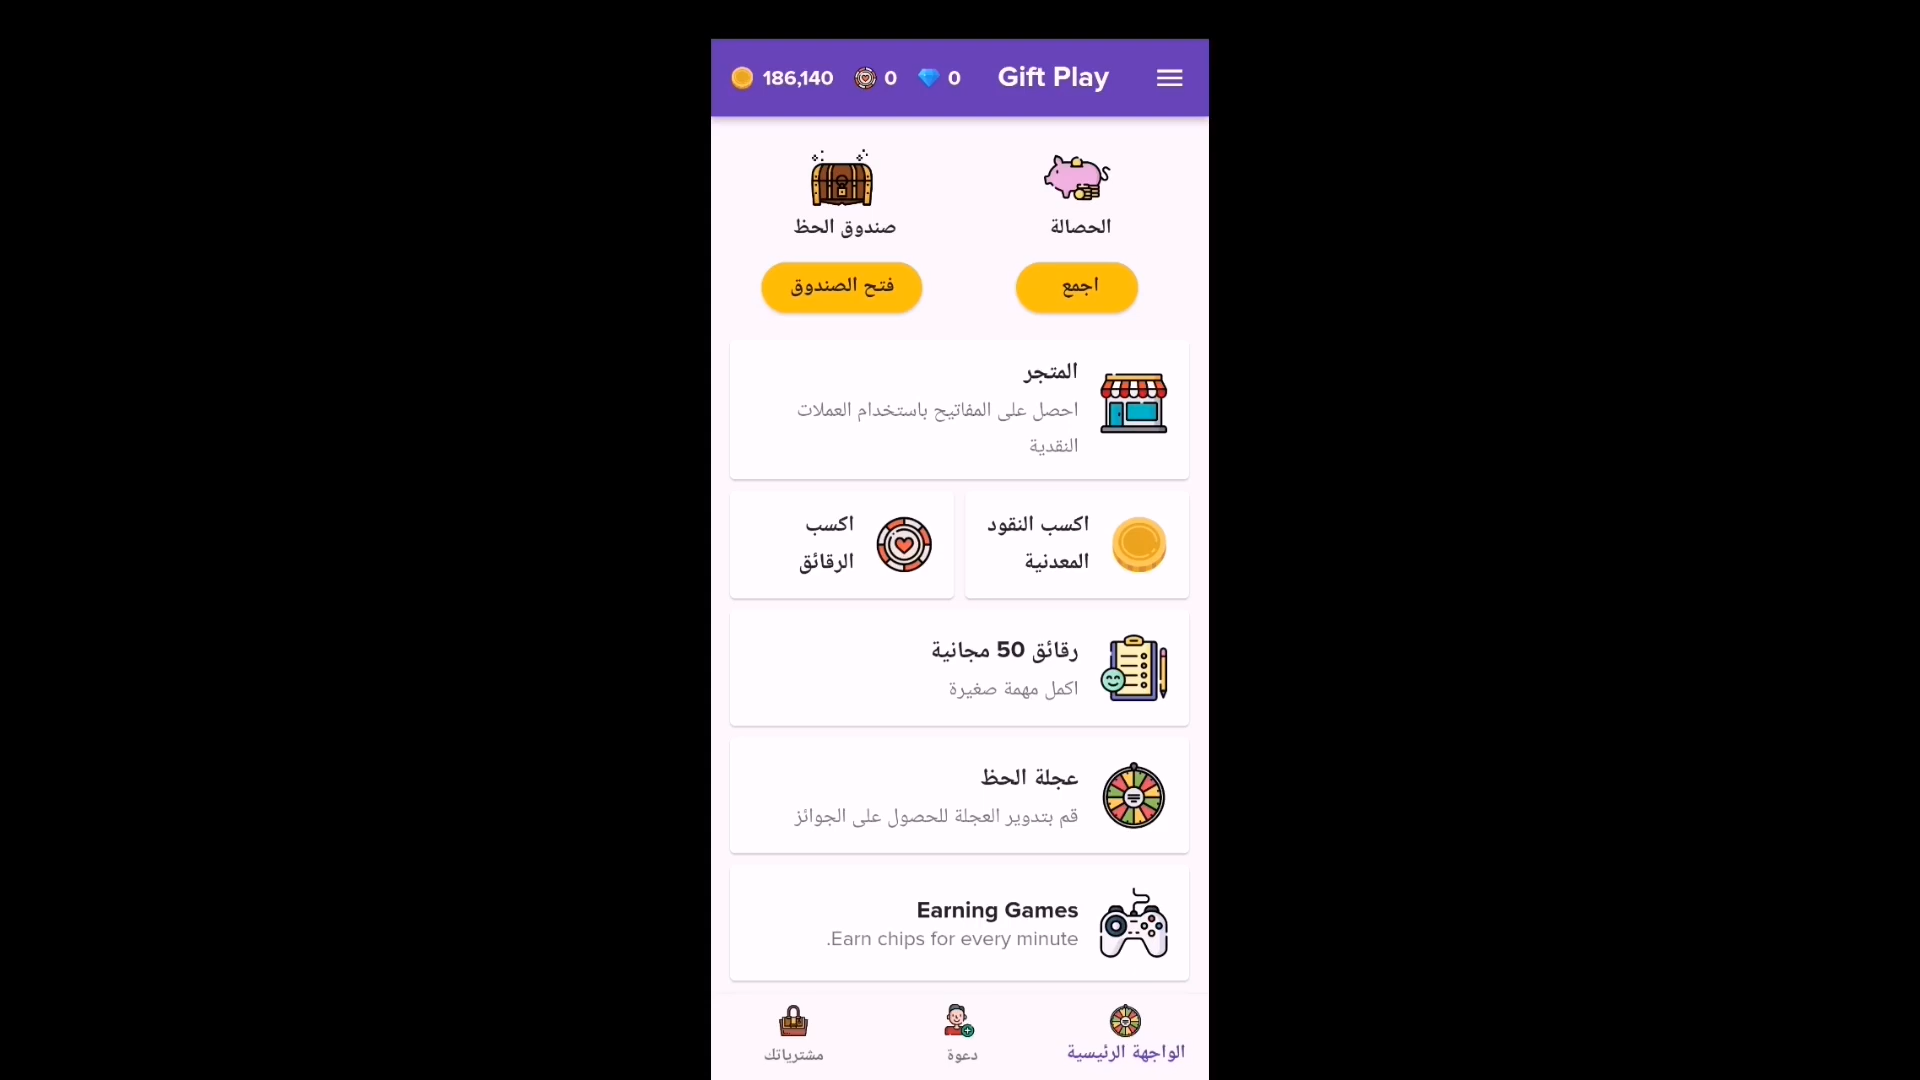 186,140
0
0
Gift Play
الحصالة
صندوق الحظ
اجمع
فتح الصندوق
المتجر
احصل على المفاتيح باستخدام العملات
النقدية
اكسب النقود
المعدنية
اكسب
الرقائق
رقائق 50 مجانية
اكمل مهمة صغيرة
عجلة الحظ
قم بتدوير العجلة للحصول على الجوائز
Earning Games
.Earn chips for every minute
الواجهة الرئيسية
دعوة
مشترياتك